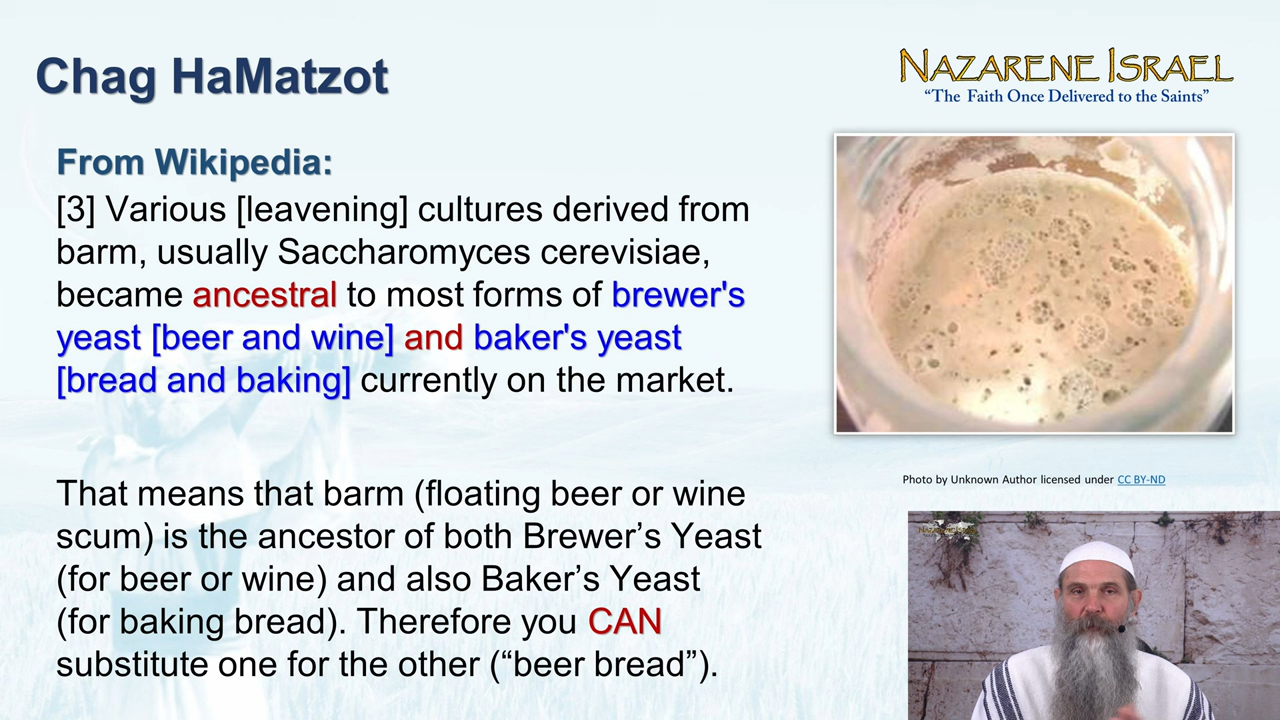 Chag HaMatzot
NAZARENE ISRAEL
“The Faith Once Delivered to the Saints”
From Wikipedia:
[3] Various [leavening] cultures derived from
barm, usually Saccharomyces cerevisiae,
became ancestral to most forms of brewer's
yeast [beer and wine] and baker's yeast
[bread and baking] currently on the market.
That means that barm (floating beer or wine
scum) is the ancestor of both Brewer’s Yeast
(for beer or wine) and also Baker’s Yeast
(for baking bread). Therefore you CAN
substitute one for the other (“beer bread”).
Photo by Unknown Author licensed under CC BY-ND